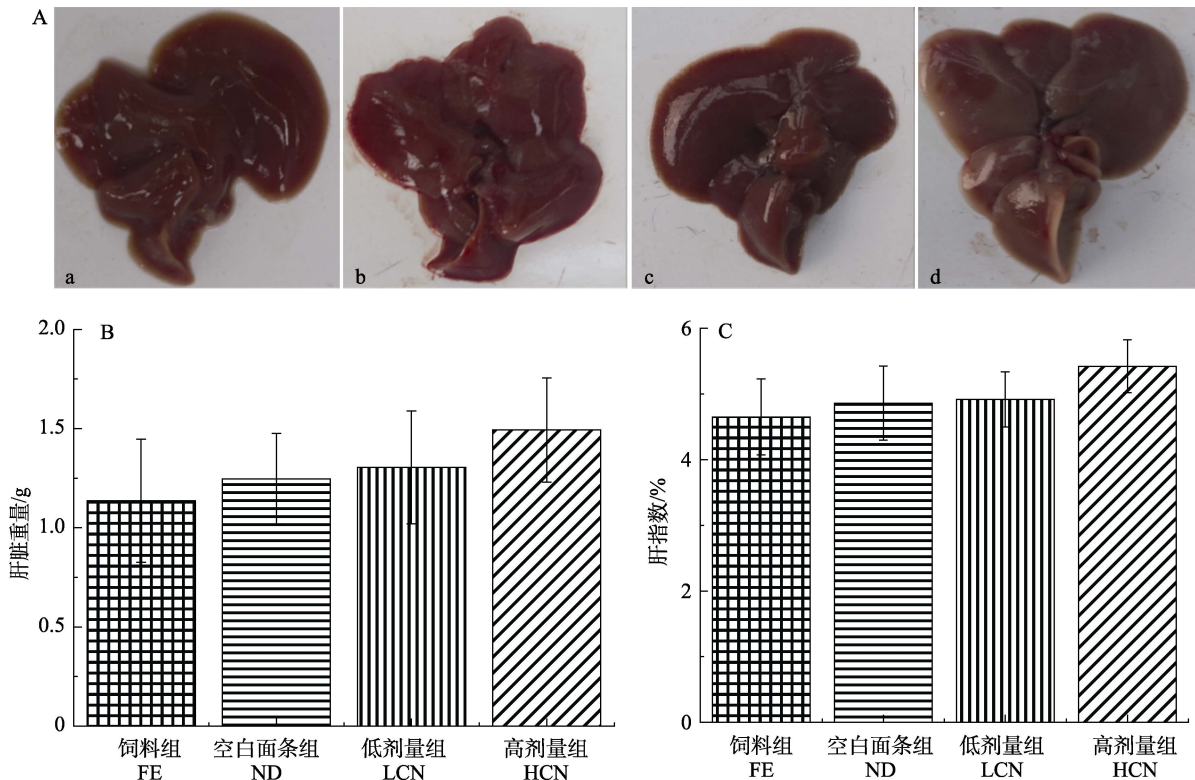 A
a
b
c
d
B
2.0
1.5
1.0
0.5
0
肝脏重量/g
饲料组
FE
空白面条组
ND
低剂量组
LCN
高剂量组
HCN
C
6
4
2
0
肝指数/%
饲料组
FE
空白面条组
ND
低剂量组
LCN
高剂量组
HCN